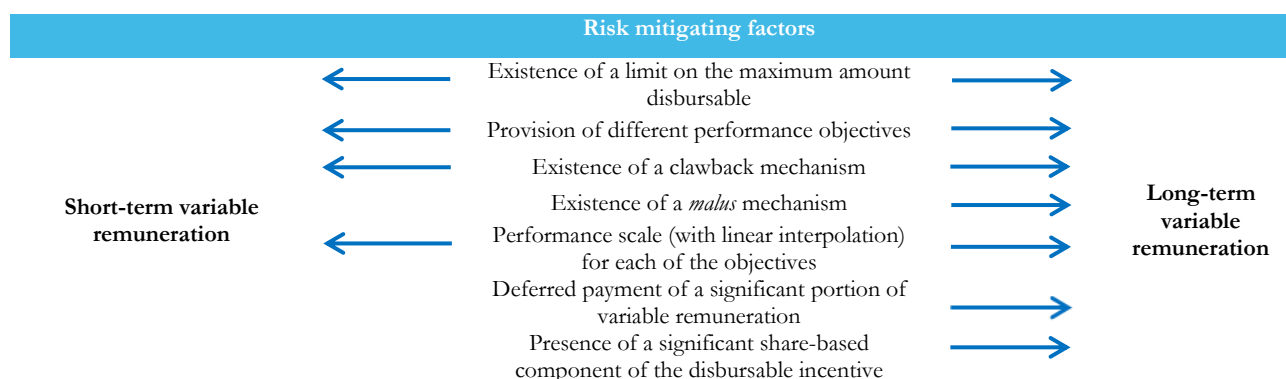 Risk mitigating factors
Existence of a limit on the maximum amount
disbursable
Provision of different performance objectives
Existence of a clawback mechanism
Existence of a malus mechanism
Short-term variable
remuneration
Performance scale (with linear interpolation)
for each of the objectives
Deferred payment of a significant portion of
variable remuneration
Presence of a significant share-based
component of the disbursable incentive
Long-term
variable
remuneration